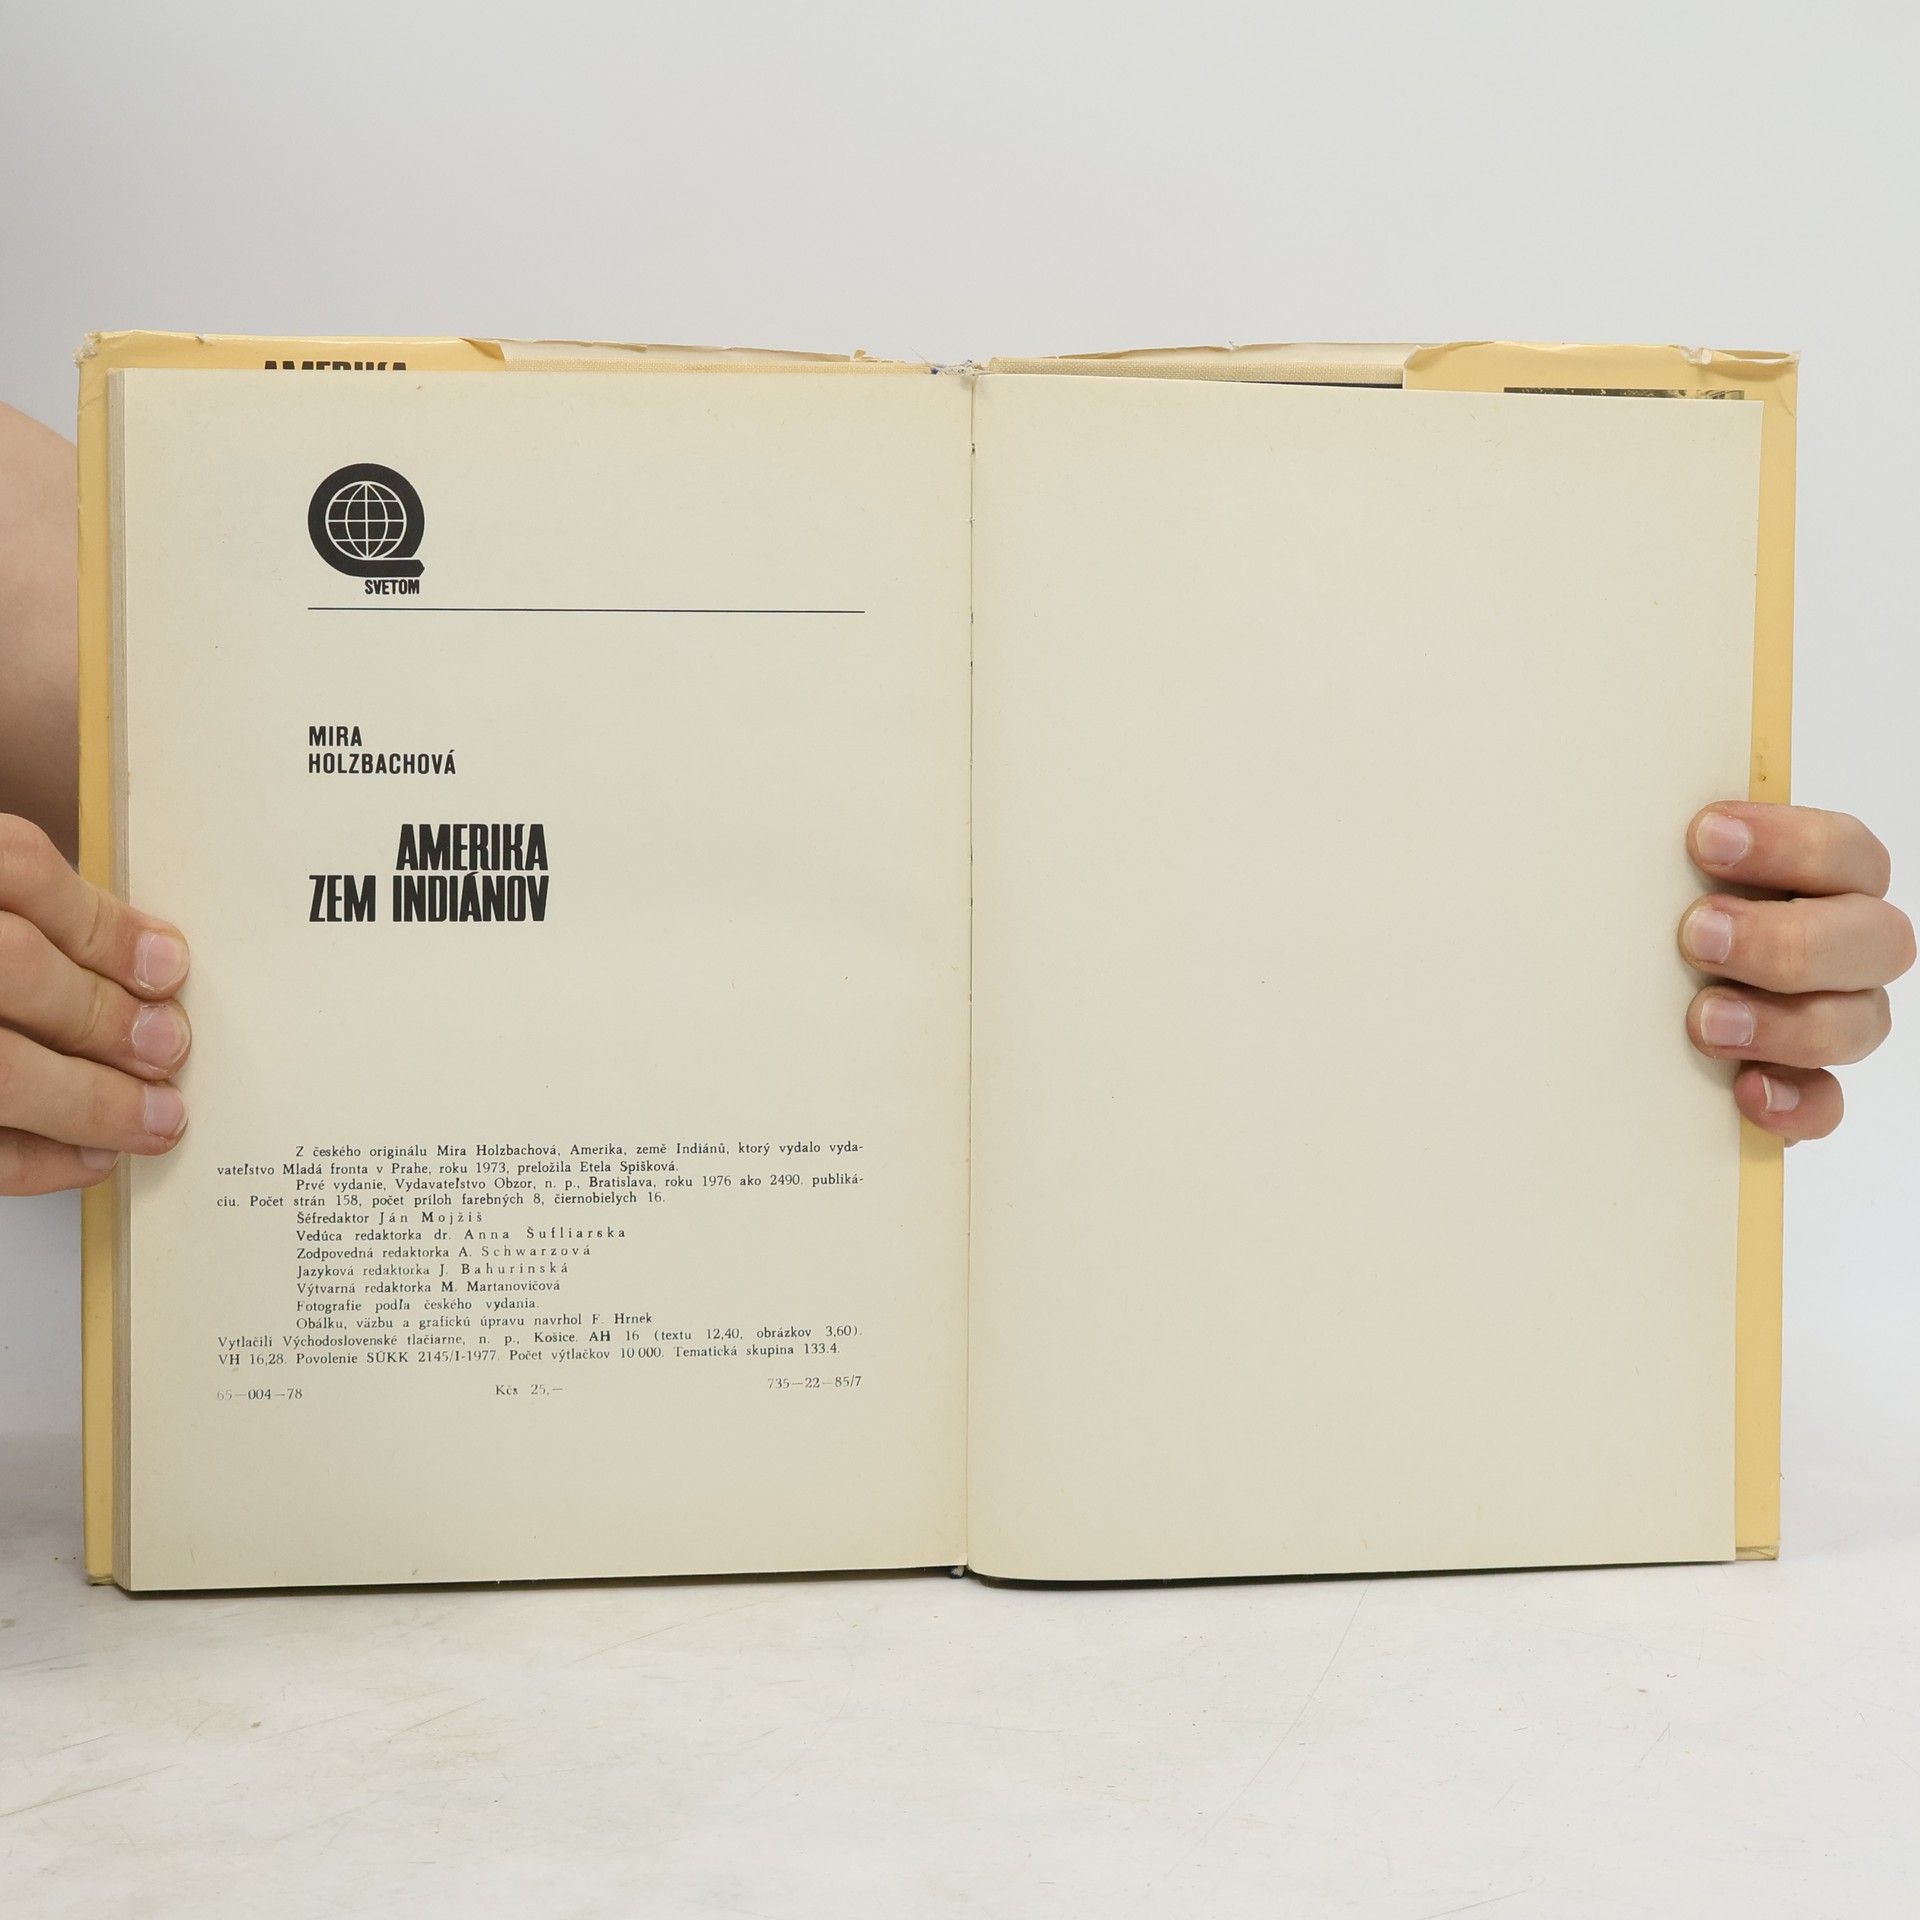 AMERIKA
SVETOM
MIRA
HOLZBACHOVÁ
AMERIKA
ZEM INDIÁNOV
Z českého originálu Mira Holzbachová, Amerika, země Indiánů, ktorý vydalo vyda-
vateľstvo Mladá fronta v Prahe, roku 1973, preložila Etela Spišková.
Prvé vydanie, Vydavateľstvo Obzor, n. p., Bratislava, roku 1976 ako 2490. publiká-
ciu. Počet strán 158, počet príloh farebných 8, čiernobielych 16.
Šéfredaktor Ján Mojžiš
Vedúca redaktorka dr. Anna Šufliarska
Zodpovedná redaktorka A. Schwarzová
Jazyková redaktorka J. Bahurinská
Výtvarná redaktorka M. Martanovičová
Fotografie podľa českého vydania.
Obálku, väzbu a grafickú úpravu navrhol F. Hrnek
Vytlačili Východoslovenské tlačiarne, n. p., Košice. AH 16 (textu 12,40, obrázkov 3,60).
VH 16,28. Povolenie SÚKK 2145/I-1977. Počet výtlačkov 10 000. Tematická skupina 133.4.
65—004—78 Kčs 25,— 735—22—85/7